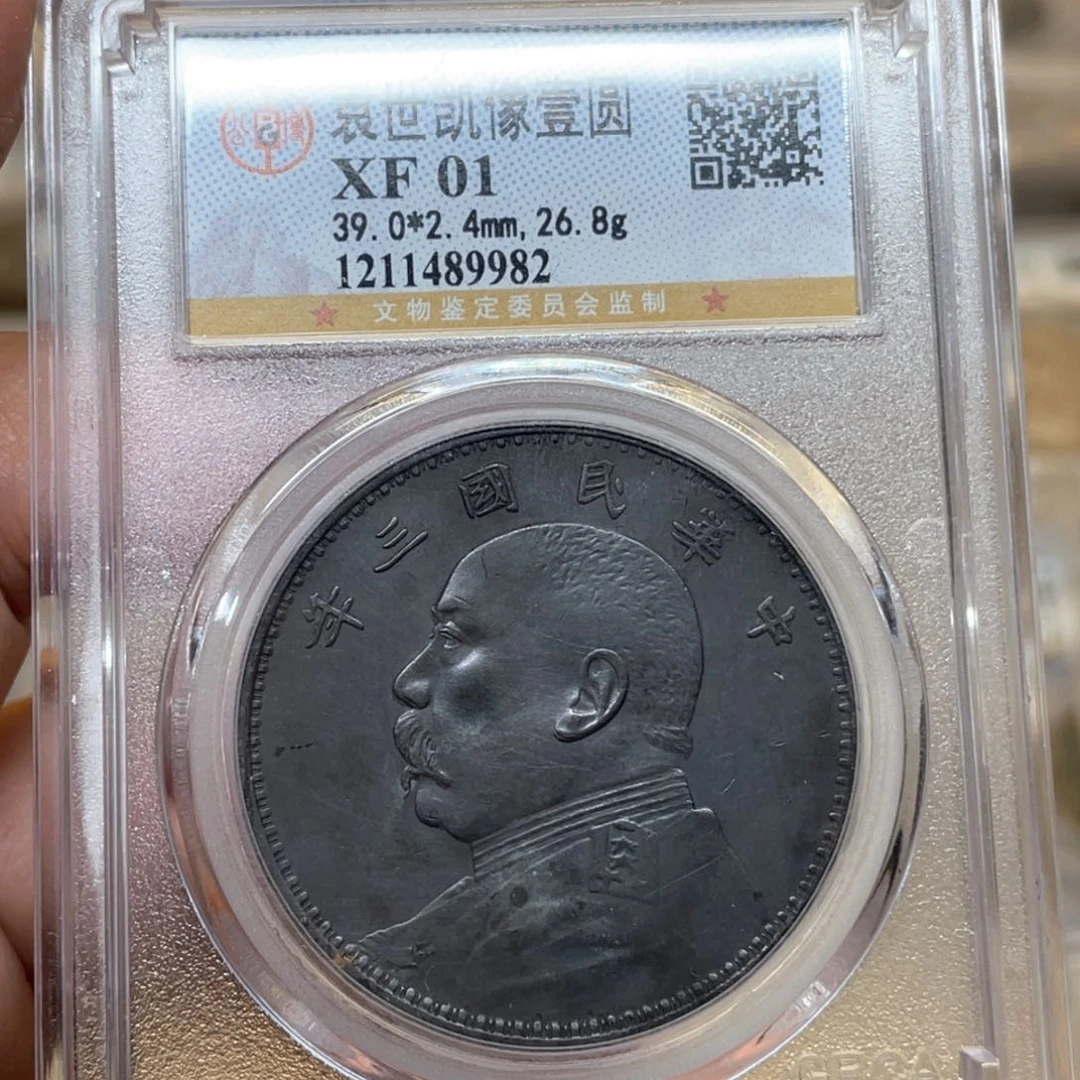 袁世凯像壹圆
XF 01
39.0*2.4mm,26.8g
1211489982
文物鉴定委员会监制
中華民國三年